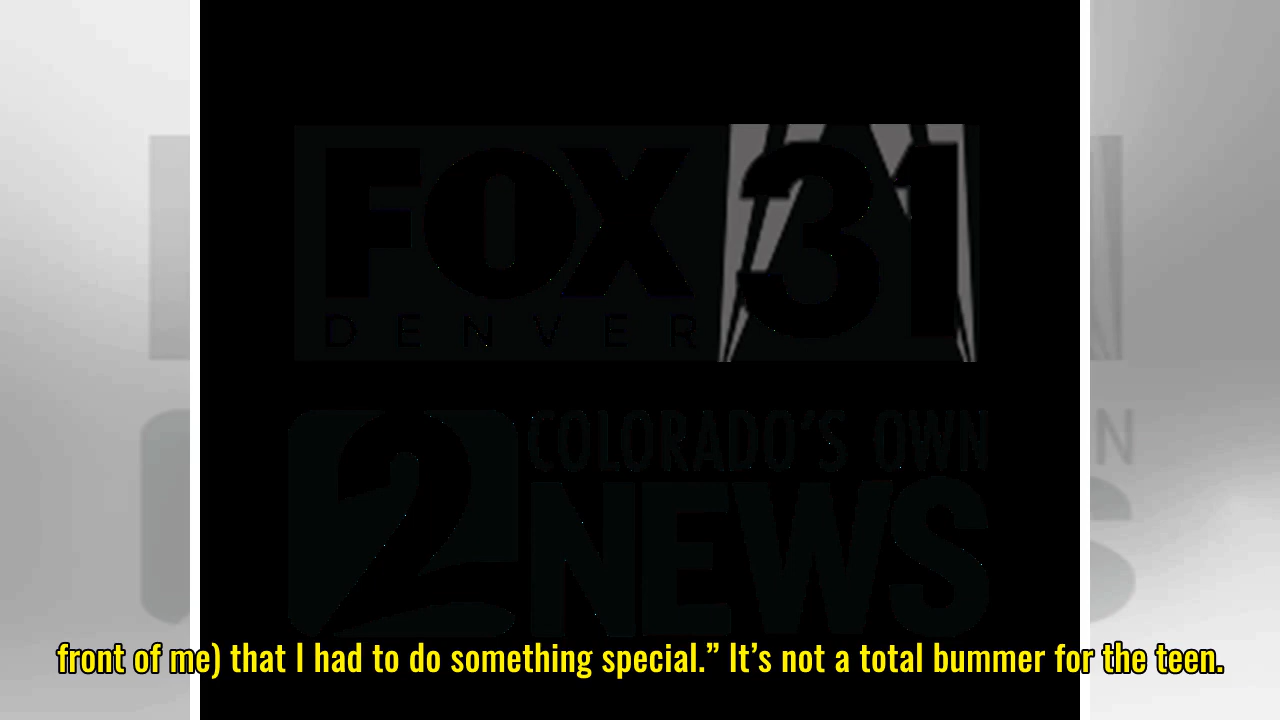 FOX 31
DENVER
2 COLORADO'S OWN
NEWS
front of me) that I had to do something special.” It’s not a total bummer for the teen.